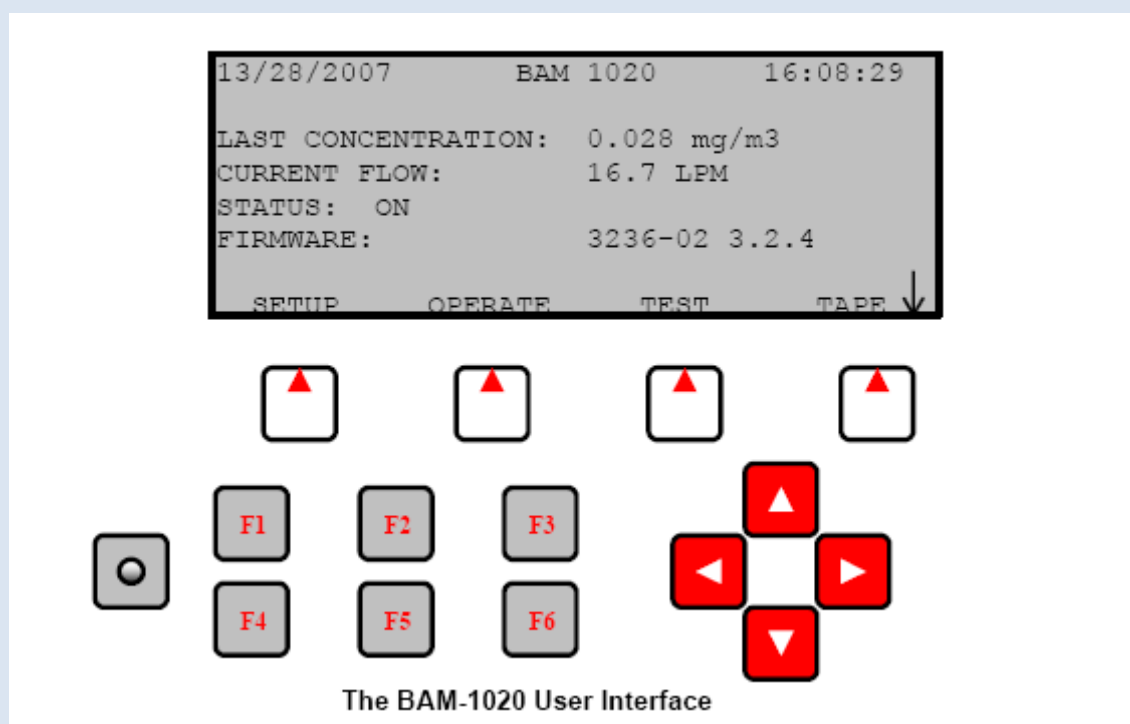 13/28/2007 BAM 1020 16:08:29
LAST CONCENTRATION: 0.028 mg/m3
CURRENT FLOW: 16.7 LPM
STATUS: ON
FIRMWARE: 3236-02 3.2.4
SETUP OPERATE TEST TAPE
F1 F2 F3
F4 F5 F6
The BAM-1020 User Interface